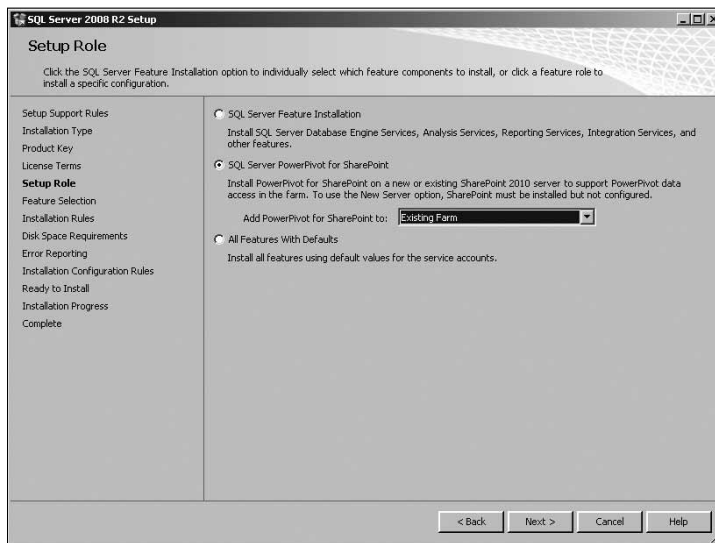 SQL Server 2008 R2 Setup
Setup Role
Click the SQL Server Feature Installation option to individually select which feature components to install, or click a feature role to
install a specific configuration.
Setup Support Rules
Installation Type
Product Key
License Terms
Setup Role
Feature Selection
Installation Rules
Disk Space Requirements
Error Reporting
Installation Configuration Rules
Ready to Install
Installation Progress
Complete
SQL Server Feature Installation
Install SQL Server Database Engine Services, Analysis Services, Reporting Services, Integration Services, and
other features.
SQL Server PowerPivot for SharePoint
Install PowerPivot for SharePoint on a new or existing SharePoint 2010 server to support PowerPivot data
access in the farm. To use the New Server option, SharePoint must be installed but not configured.
Add PowerPivot for SharePoint to: Existing Farm
All Features With Defaults
Install all features using default values for the service accounts.
< Back Next > Cancel Help